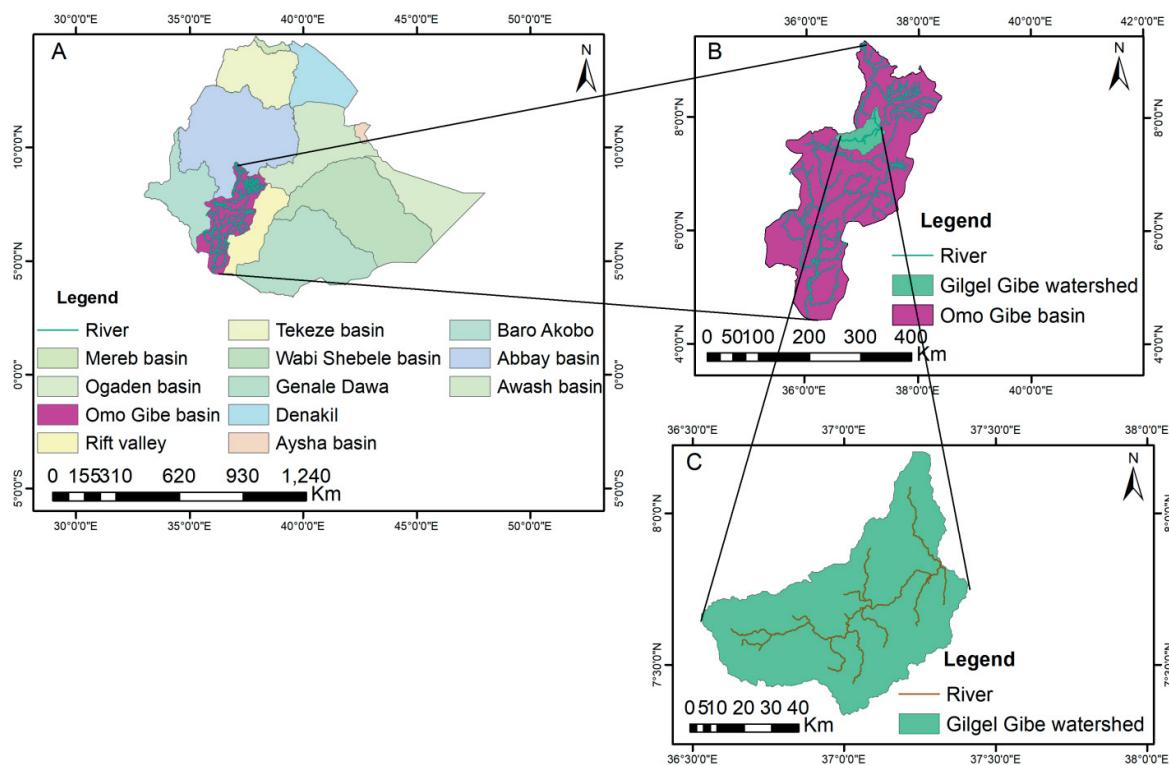 30°0'0"E 35°0'0"E 40°0'0"E 45°0'0"E 50°0'0"E
A
N
10°0'0"N
5°0'0"N
0°0'0"
5°0'0"S
10°0'0"N
5°0'0"N
0°0'0"E
5°0'0"S
Legend
River
Mereb basin
Ogaden basin
Omo Gibe basin
Rift valley
Tekeze basin
Wabi Shebele basin
Genale Dawa
Denakil
Aysha basin
Baro Akobo
Abbay basin
Awash basin
0 155310 620 930 1,240
Km
30°0'0"E 35°0'0"E 40°0'0"E 45°0'0"E 50°0'0"E
36°0'0"E 38°0'0"E 40°0'0"E 42°0'0"E
B
N
8°0'0"N
6°0'0"N
4°0'0"N
8°0'0"N
6°0'0"N
4°0'0"N
Legend
River
Gilgel Gibe watershed
Omo Gibe basin
0 50100 200 300 400
Km
36°0'0"E 38°0'0"E 40°0'0"E
36°30'0"E 37°0'0"E 37°30'0"E 38°0'0"E
C
N
8°0'0"N
7°30'0"N
8°0'0"N
7°30'0"N
Legend
River
Gilgel Gibe watershed
0 510 20 30 40
Km
36°30'0"E 37°0'0"E 37°30'0"E 38°0'0"E